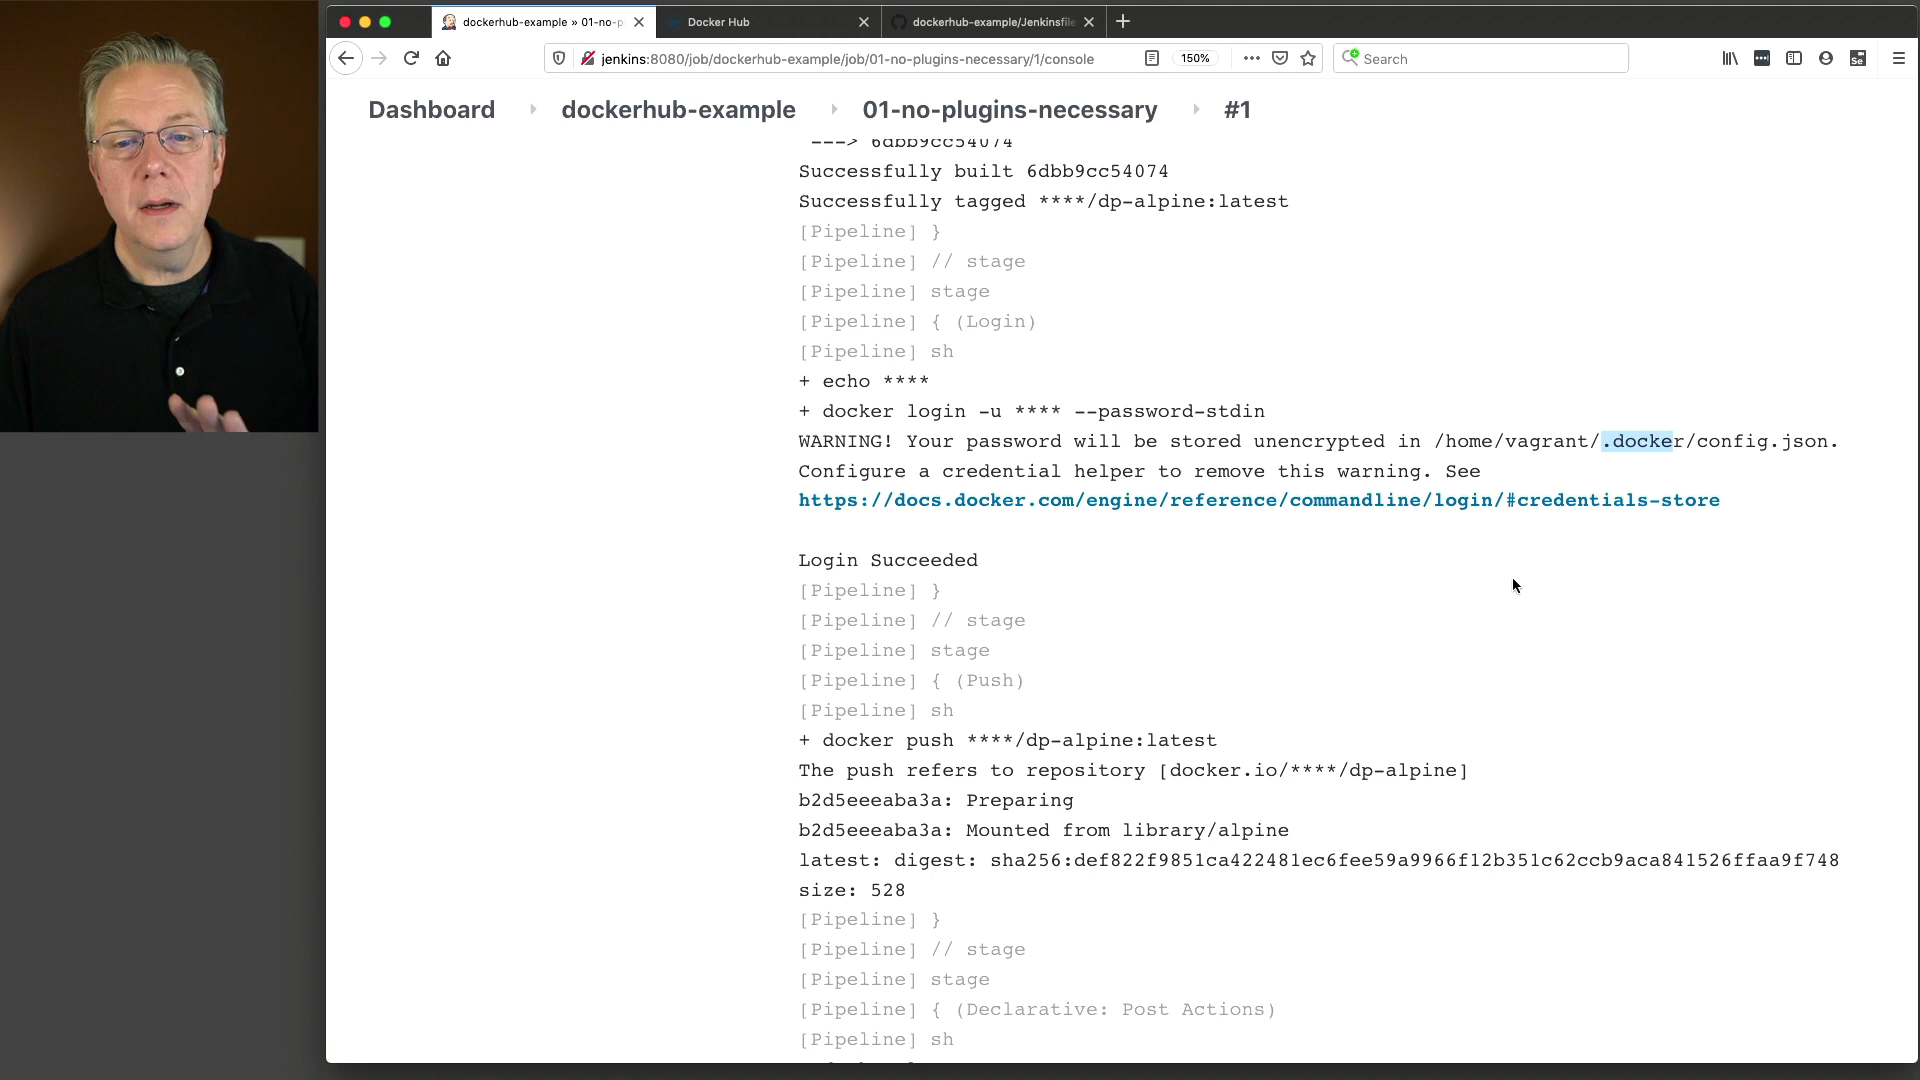 dockerhub-example » 01-no-p
Docker Hub
dockerhub-example/Jenkinsfile
jenkins:8080/job/dockerhub-example/job/01-no-plugins-necessary/1/console
150%
Search
Dashboard
dockerhub-example
01-no-plugins-necessary
#1
---> 6dbb9cc54074
Successfully built 6dbb9cc54074
Successfully tagged ****/dp-alpine:latest
[Pipeline] }
[Pipeline] // stage
[Pipeline] stage
[Pipeline] { (Login)
[Pipeline] sh
+ echo ****
+ docker login -u **** --password-stdin
WARNING! Your password will be stored unencrypted in /home/vagrant/.docker/config.json.
Configure a credential helper to remove this warning. See
https://docs.docker.com/engine/reference/commandline/login/#credentials-store
Login Succeeded
[Pipeline] }
[Pipeline] // stage
[Pipeline] stage
[Pipeline] { (Push)
[Pipeline] sh
+ docker push ****/dp-alpine:latest
The push refers to repository [docker.io/****/dp-alpine]
b2d5eeeaba3a: Preparing
b2d5eeeaba3a: Mounted from library/alpine
latest: digest: sha256:def822f9851ca422481ec6fee59a9966f12b351c62ccb9aca841526ffaa9f748
size: 528
[Pipeline] }
[Pipeline] // stage
[Pipeline] stage
[Pipeline] { (Declarative: Post Actions)
[Pipeline] sh